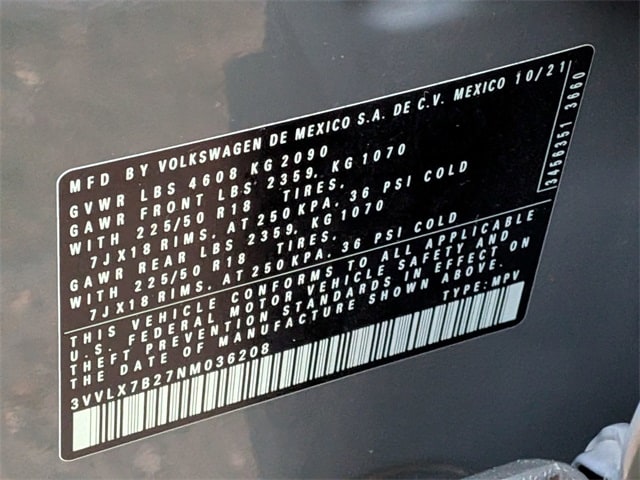 MFD BY VOLKSWAGEN DE MEXICO S.A. DE C.V. MEXICO 10/21
GVWR LBS 4608 KG 2090
GAWR FRONT LBS 2359, KG 1070
WITH 225/50 R18 TIRES,
7JX18 RIMS, AT 250 KPA, 36 PSI COLD
GAWR REAR LBS 2359, KG 1070
WITH 225/50 R18 TIRES,
7JX18 RIMS, AT 250 KPA, 36 PSI COLD
THIS VEHICLE CONFORMS TO ALL APPLICABLE
U.S. FEDERAL MOTOR VEHICLE SAFETY AND
THEFT PREVENTION STANDARDS IN EFFECT ON
THE DATE OF MANUFACTURE SHOWN ABOVE.
3VVLX7B27NM036208 TYPE: MPV
3456351 3660